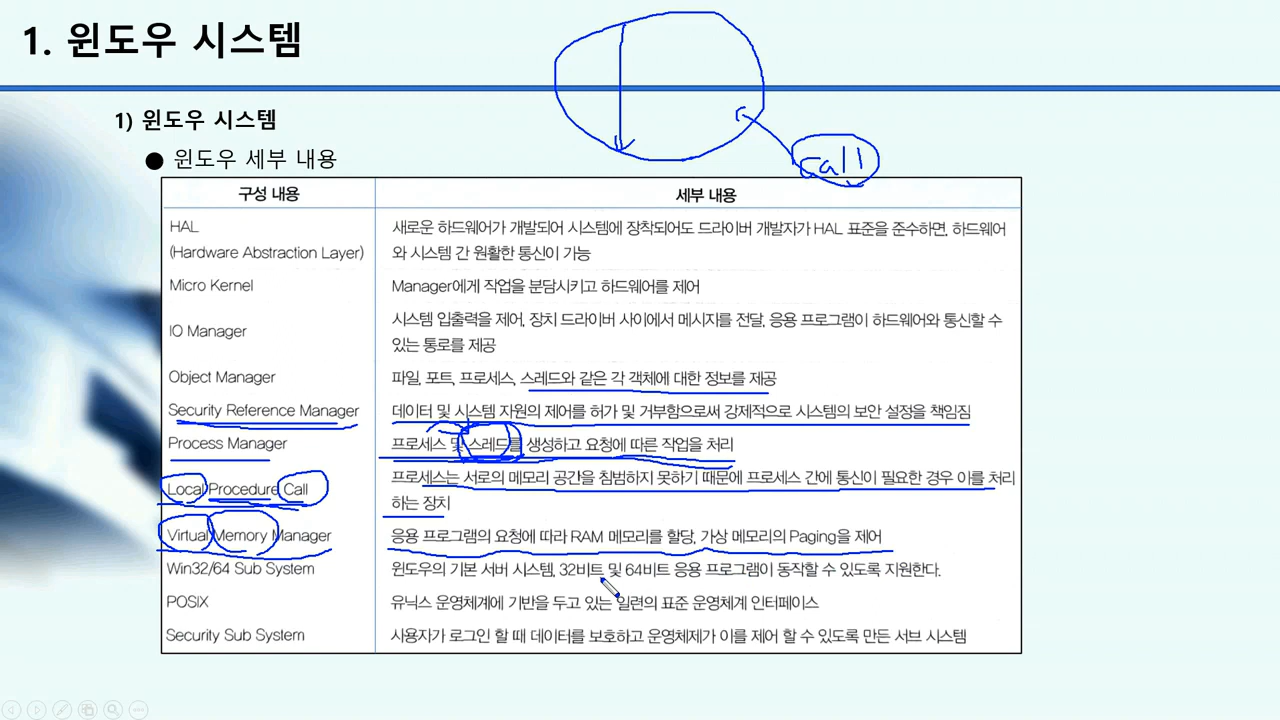 1. 윈도우 시스템
1) 윈도우 시스템
● 윈도우 세부 내용
call
구성 내용 세부 내용
HAL
(Hardware Abstraction Layer)
새로운 하드웨어가 개발되어 시스템에 장착되어도 드라이버 개발자가 HAL 표준을 준수하면, 하드웨어
와 시스템 간 원활한 통신이 가능
Micro Kernel Manager에게 작업을 분담시키고 하드웨어를 제어
IO Manager
시스템 입출력을 제어, 장치 드라이버 사이에서 메시지를 전달, 응용 프로그램이 하드웨어와 통신할 수
있는 통로를 제공
Object Manager 파일, 포트, 프로세스, 스레드와 같은 각 객체에 대한 정보를 제공
Security Reference Manager 데이터 및 시스템 자원의 제어를 허가 및 거부함으로써 강제적으로 시스템의 보안 설정을 책임짐
Process Manager 프로세스 및 스레드를 생성하고 요청에 따른 작업을 처리
Local Procedure Call
프로세스는 서로의 메모리 공간을 침범하지 못하기 때문에 프로세스 간에 통신이 필요한 경우 이를 처리
하는 장치
Virtual Memory Manager 응용 프로그램의 요청에 따라 RAM 메모리를 할당, 가상 메모리의 Paging을 제어
Win32/64 Sub System 윈도우의 기본 서버 시스템, 32비트 및 64비트 응용 프로그램이 동작할 수 있도록 지원한다.
POSIX 유닉스 운영체계에 기반을 두고 있는 일련의 표준 운영체계 인터페이스
Security Sub System 사용자가 로그인 할 때 데이터를 보호하고 운영체제가 이를 제어 할 수 있도록 만든 서브 시스템